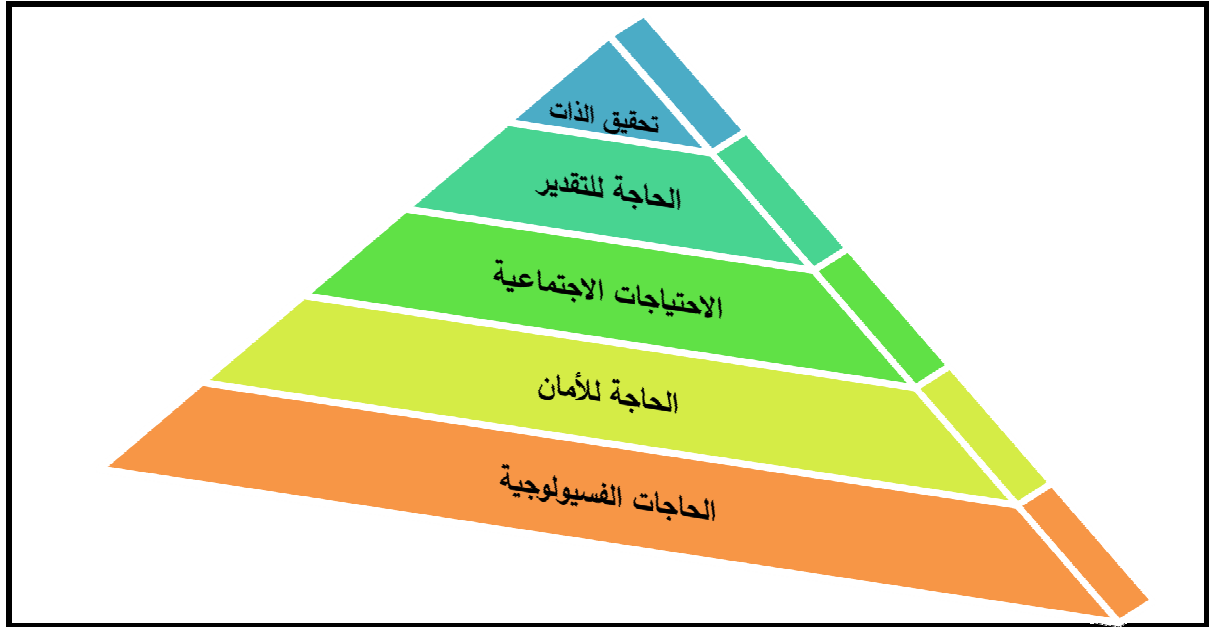 تحقيق الذات
الحاجة للتقدير
الاحتياجات الاجتماعية
الحاجة للأمان
الحاجات الفسيولوجية